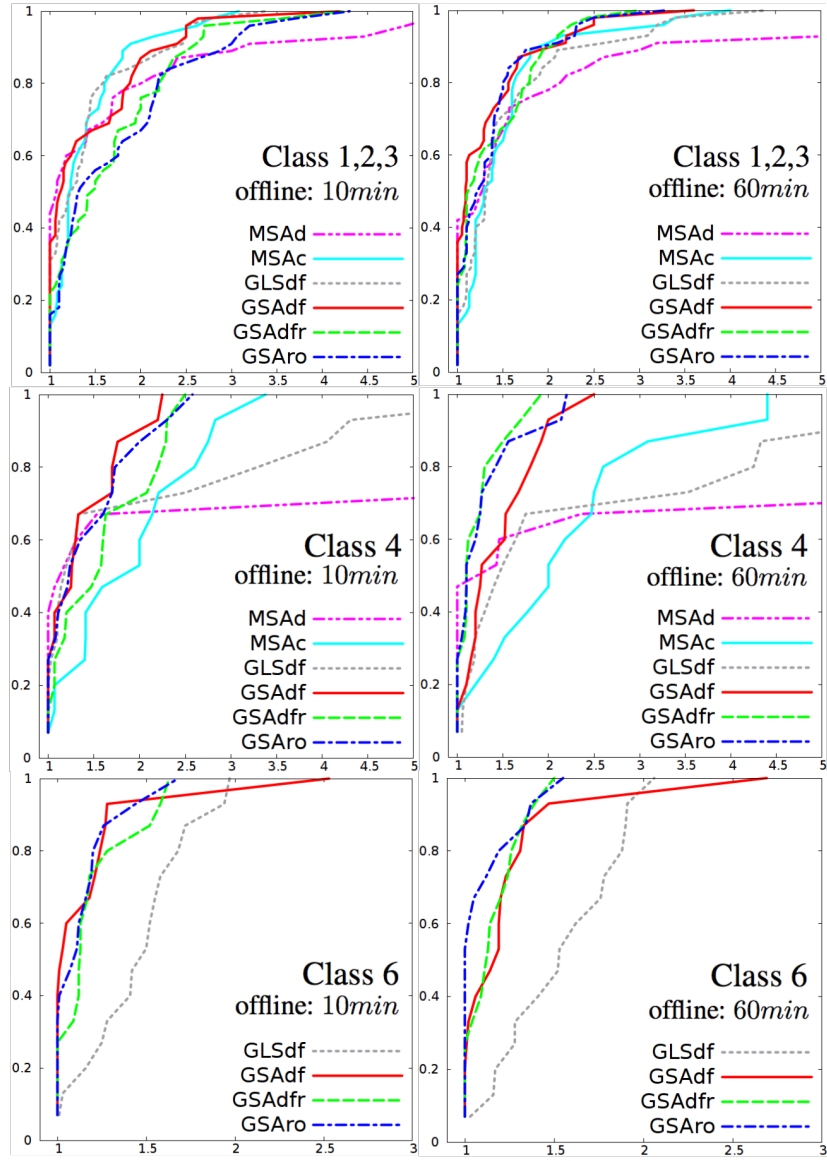 1
0.8
0.6
0.4
0.2
0
1 1.5 2 2.5 3 3.5 4 4.5 5
Class 1,2,3
offline: 10min
MSAd
MSAc
GLSdf
GSAdf
GSAdfr
GSAro
1
0.8
0.6
0.4
0.2
0
1 1.5 2 2.5 3 3.5 4 4.5 5
Class 1,2,3
offline: 60min
MSAd
MSAc
GLSdf
GSAdf
GSAdfr
GSAro
1
0.8
0.6
0.4
0.2
0
1 1.5 2 2.5 3 3.5 4 4.5 5
Class 4
offline: 10min
MSAd
MSAc
GLSdf
GSAdf
GSAdfr
GSAro
1
0.8
0.6
0.4
0.2
0
1 1.5 2 2.5 3 3.5 4 4.5 5
Class 4
offline: 60min
MSAd
MSAc
GLSdf
GSAdf
GSAdfr
GSAro
1
0.8
0.6
0.4
0.2
0
1 1.5 2 2.5 3
Class 6
offline: 10min
GLSdf
GSAdf
GSAdfr
GSAro
1
0.8
0.6
0.4
0.2
0
1 1.5 2 2.5 3
Class 6
offline: 60min
GLSdf
GSAdf
GSAdfr
GSAro